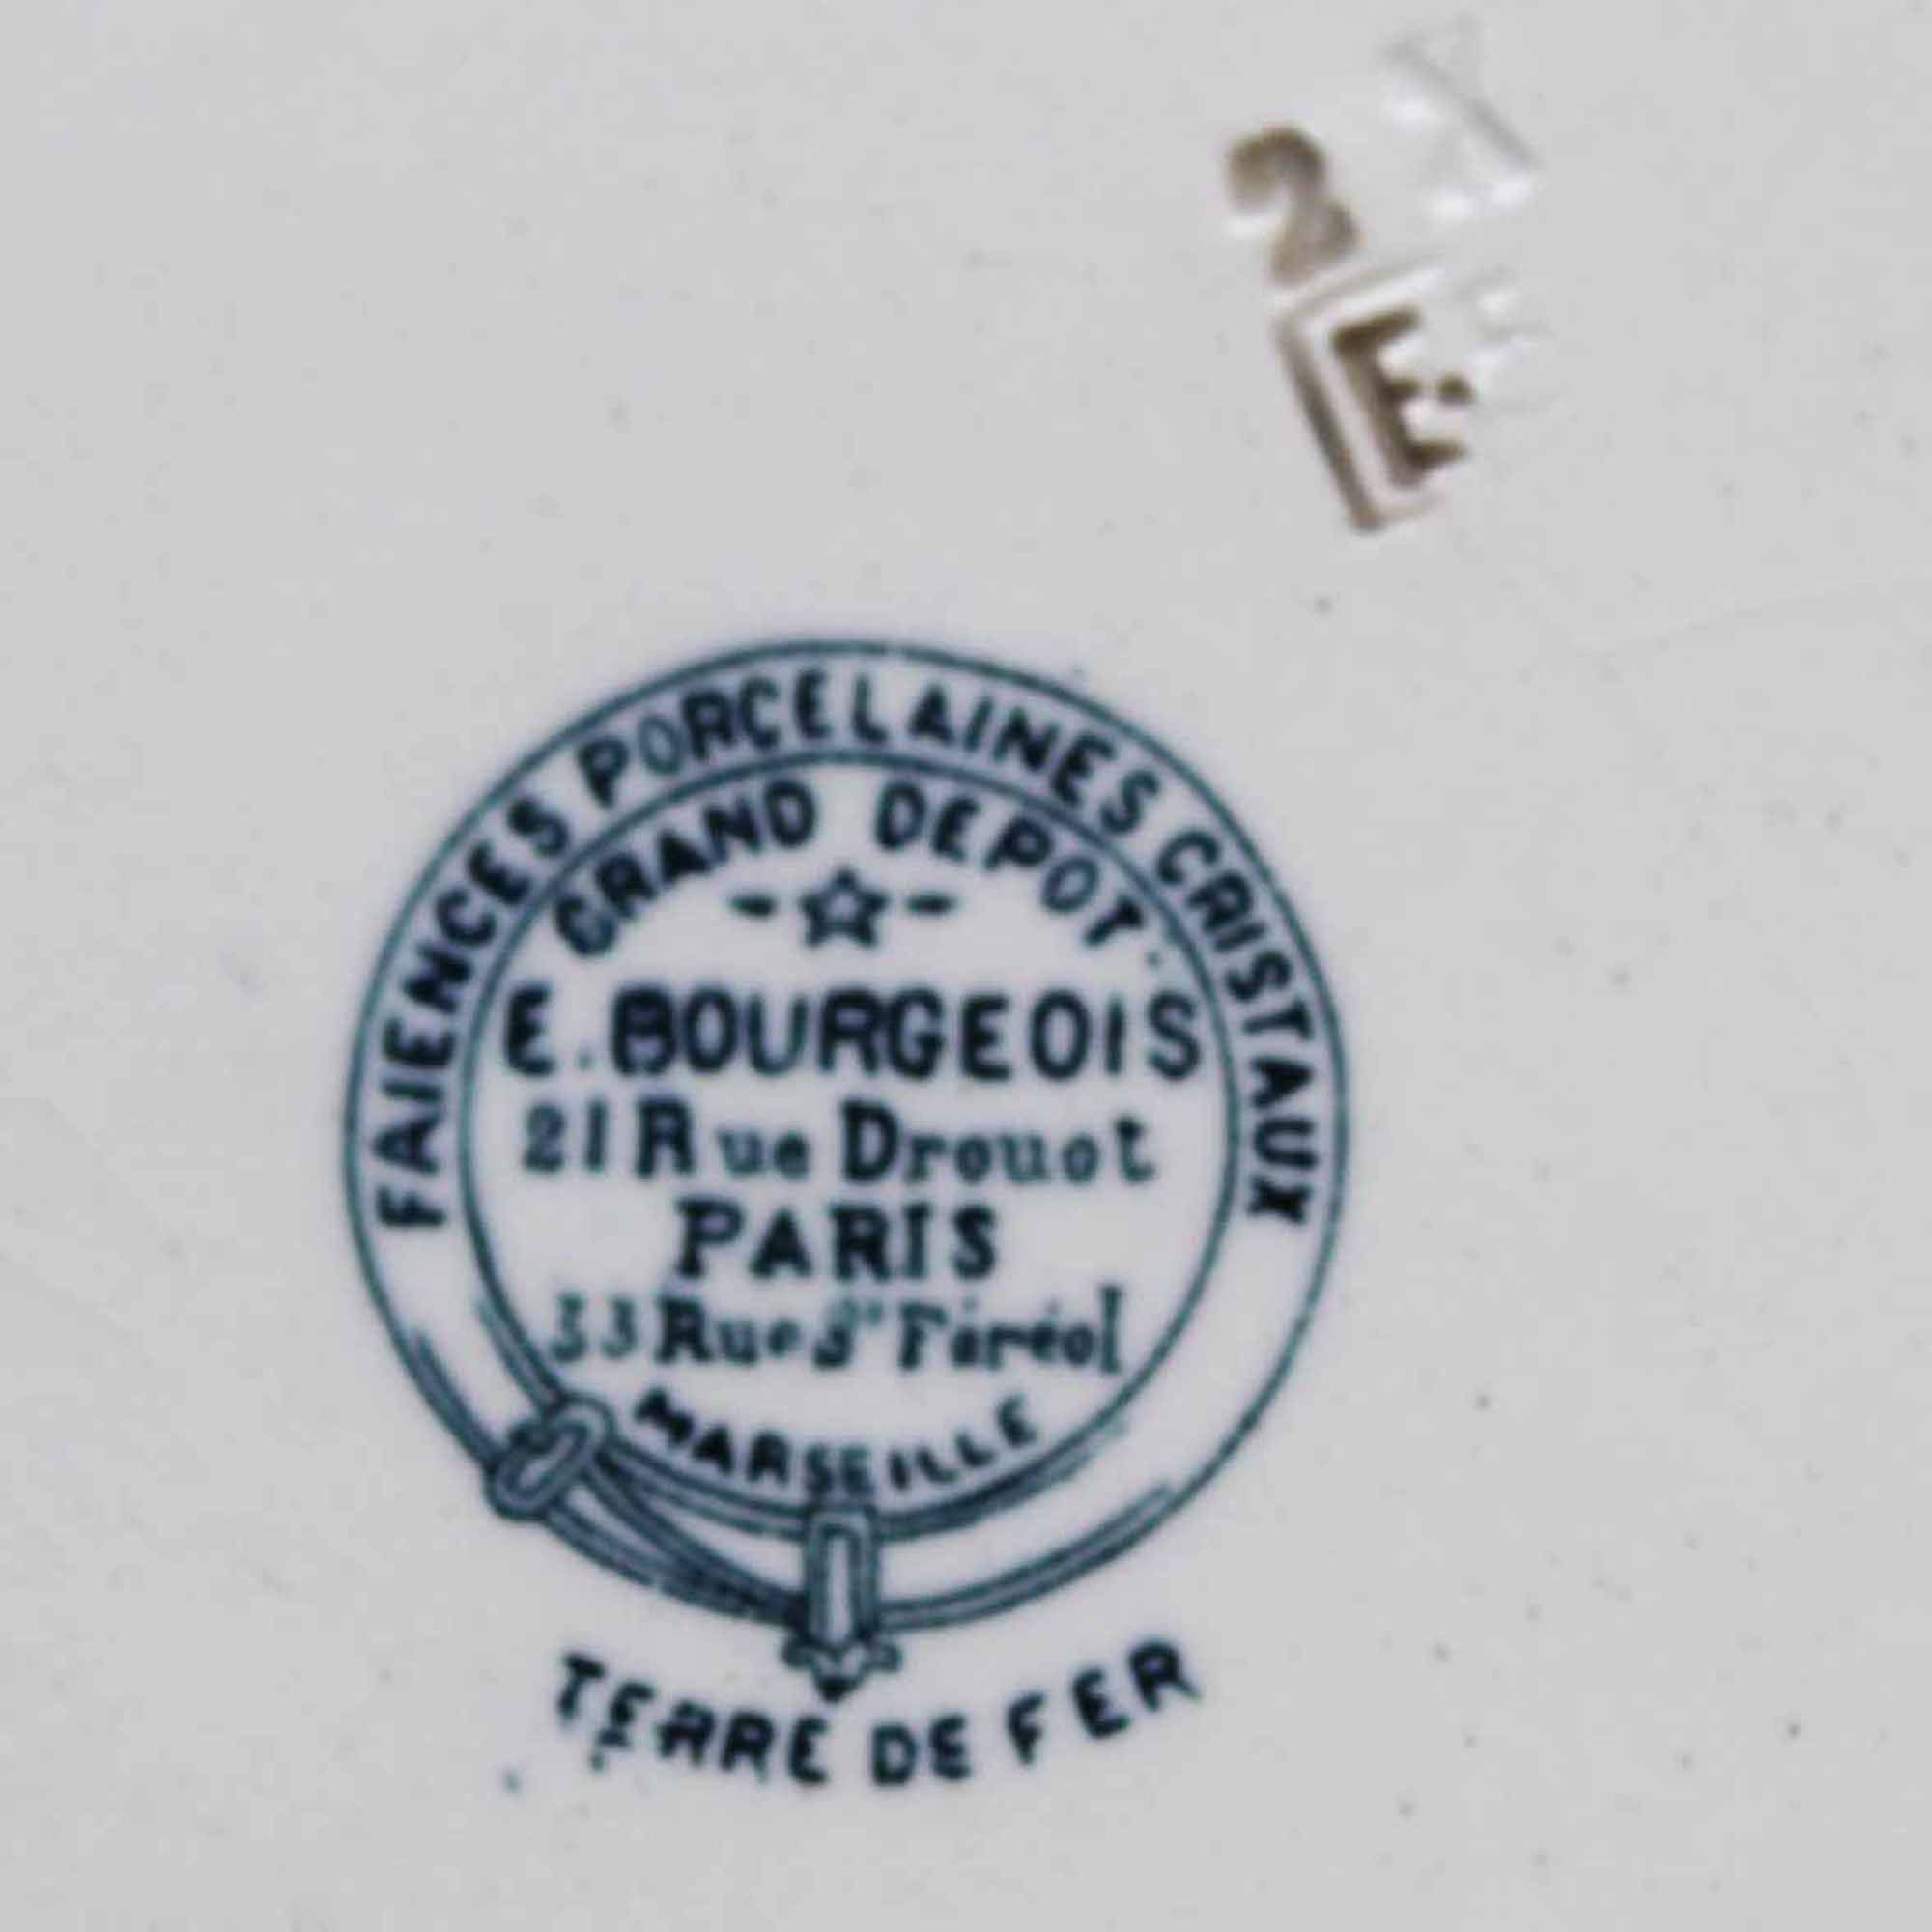 2
E.
FAIENCES PORCELAINES CRISTAUX
GRAND DEPOT
E. BOURGEOIS
21 Rue Drouot
PARIS
33 Rue St Féréol
MARSEILLE
TERRE DE FER